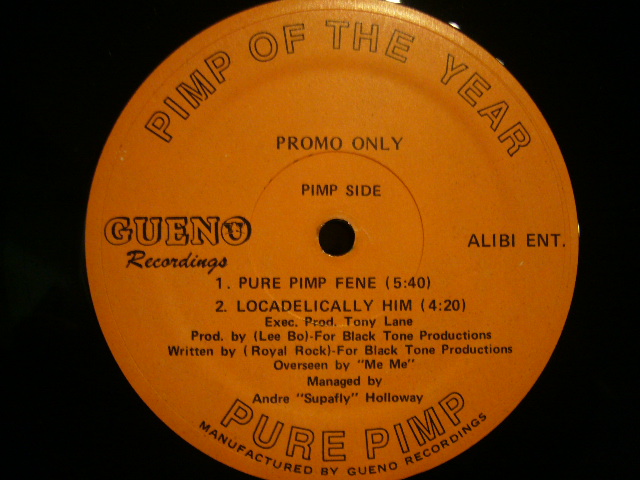 PIMP OF THE YEAR
PROMO ONLY
PIMP SIDE
GUENO
Recordings
ALIBI ENT.
1. PURE PIMP FENE (5:40)
2. LOCADELICALLY HIM (4:20)
Exec. Prod. Tony Lane
Prod. by (Lee Bo)-For Black Tone Productions
Written by (Royal Rock)-For Black Tone Productions
Overseen by "Me Me"
Managed by
Andre "Supafly" Holloway
PURE PIMP
MANUFACTURED BY GUENO RECORDINGS